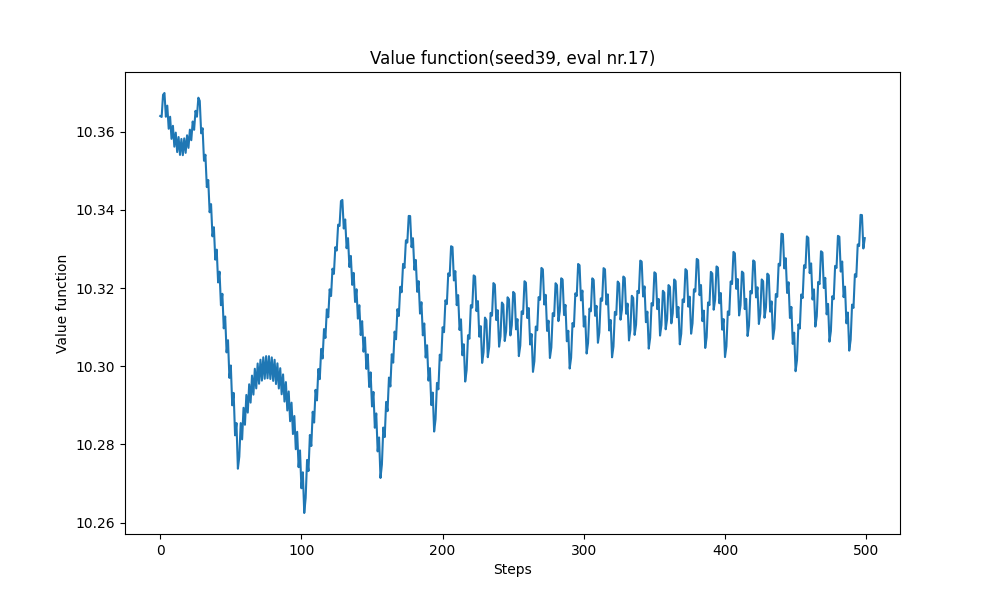 Value function(seed39, eval nr.17)
Value function
10.36
10.34
10.32
10.30
10.28
10.26
0 100 200 300 400 500
Steps